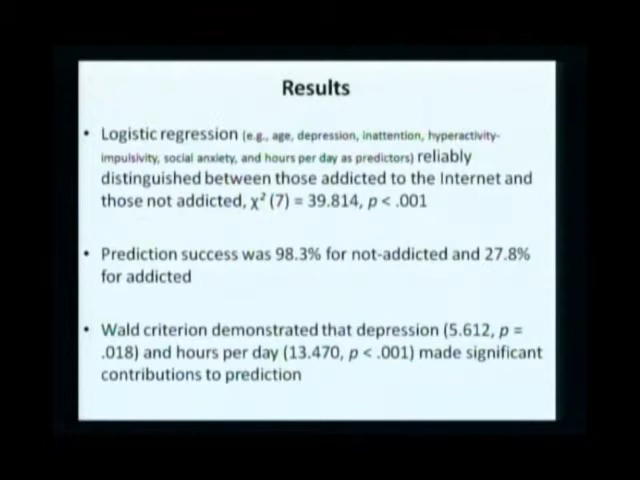 Results
• Logistic regression (e.g., age, depression, inattention, hyperactivity-
impulsivity, social anxiety, and hours per day as predictors) reliably
distinguished between those addicted to the Internet and
those not addicted, χ² (7) = 39.814, p < .001
• Prediction success was 98.3% for not-addicted and 27.8%
for addicted
• Wald criterion demonstrated that depression (5.612, p =
.018) and hours per day (13.470, p < .001) made significant
contributions to prediction